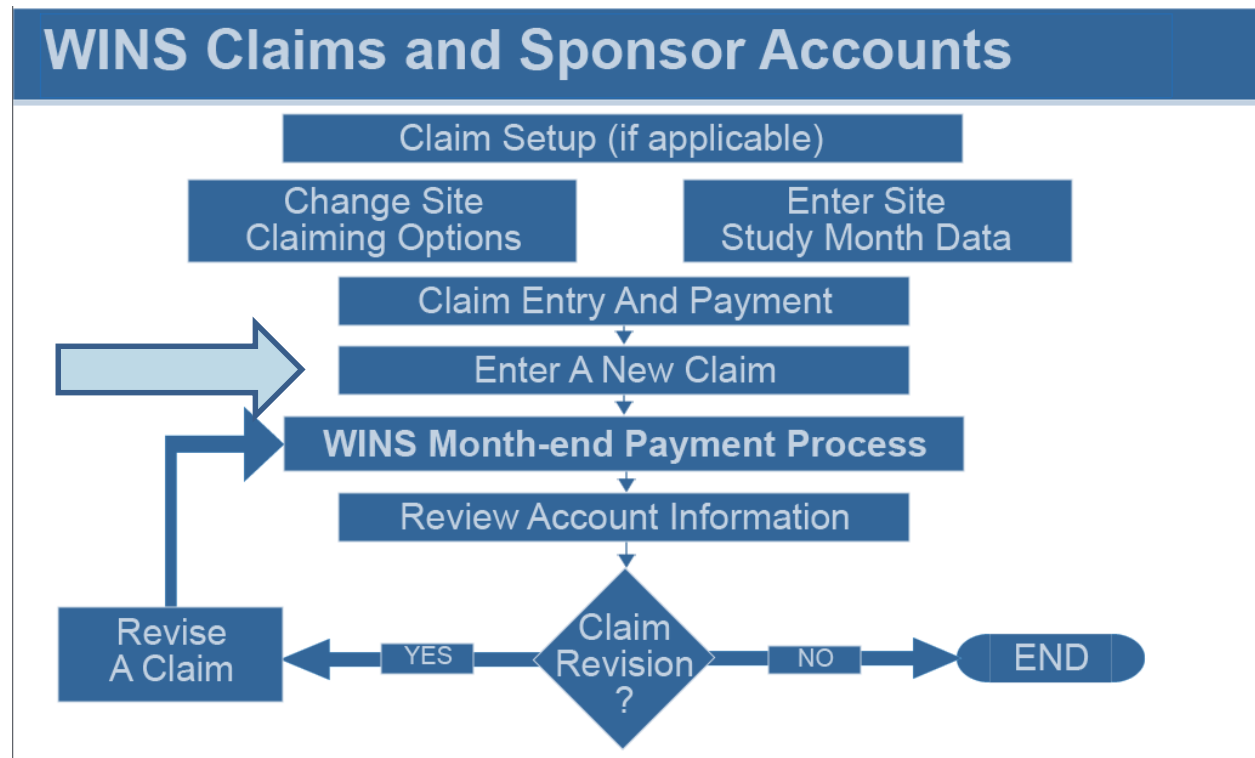 WINS Claims and Sponsor Accounts
Claim Setup (if applicable)
Change Site
Claiming Options
Enter Site
Study Month Data
Claim Entry And Payment
Enter A New Claim
WINS Month-end Payment Process
Review Account Information
Claim
Revision
?
YES
Revise
A Claim
NO
END